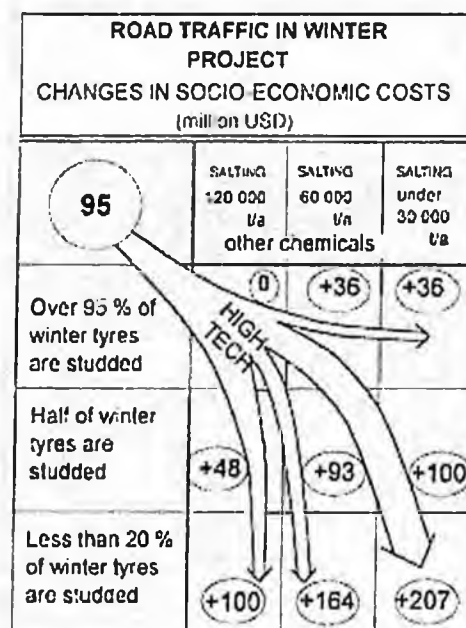 ROAD TRAFFIC IN WINTER
PROJECT
CHANGES IN SOCIO-ECONOMIC COSTS
(million USD)
95
SALTING
120 000
t/a
SALTING
60 000
t/a
SALTING
under
30 000
t/a
other chemicals
Over 95 % of
winter tyres
are studded
0
+36
+36
HIGH
TECH
Half of winter
tyres are
studded
+48
+93
+100
Less than 20 %
of winter tyres
are studded
+100
+164
+207